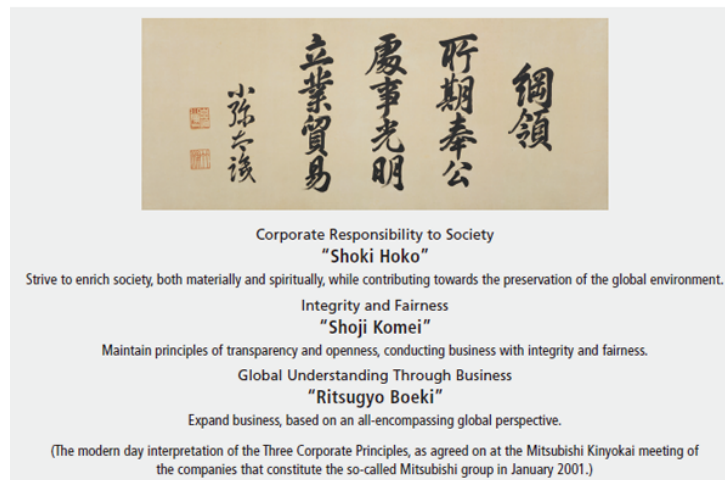 綱領
所期奉公
處事光明
立業貿易
小弥太
Corporate Responsibility to Society
“Shoki Hoko”
Strive to enrich society, both materially and spiritually, while contributing towards the preservation of the global environment.
Integrity and Fairness
“Shoji Komei”
Maintain principles of transparency and openness, conducting business with integrity and fairness.
Global Understanding Through Business
“Ritsugyo Boeki”
Expand business, based on an all-encompassing global perspective.
(The modern day interpretation of the Three Corporate Principles, as agreed on at the Mitsubishi Kinyokai meeting of
the companies that constitute the so-called Mitsubishi group in January 2001.)